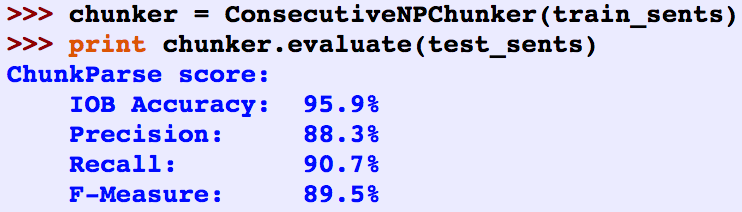 >>> chunker = ConsecutiveNPChunker(train_sents)
>>> print chunker.evaluate(test_sents)
ChunkParse score:
    IOB Accuracy:  95.9%
    Precision:     88.3%
    Recall:        90.7%
    F-Measure:     89.5%